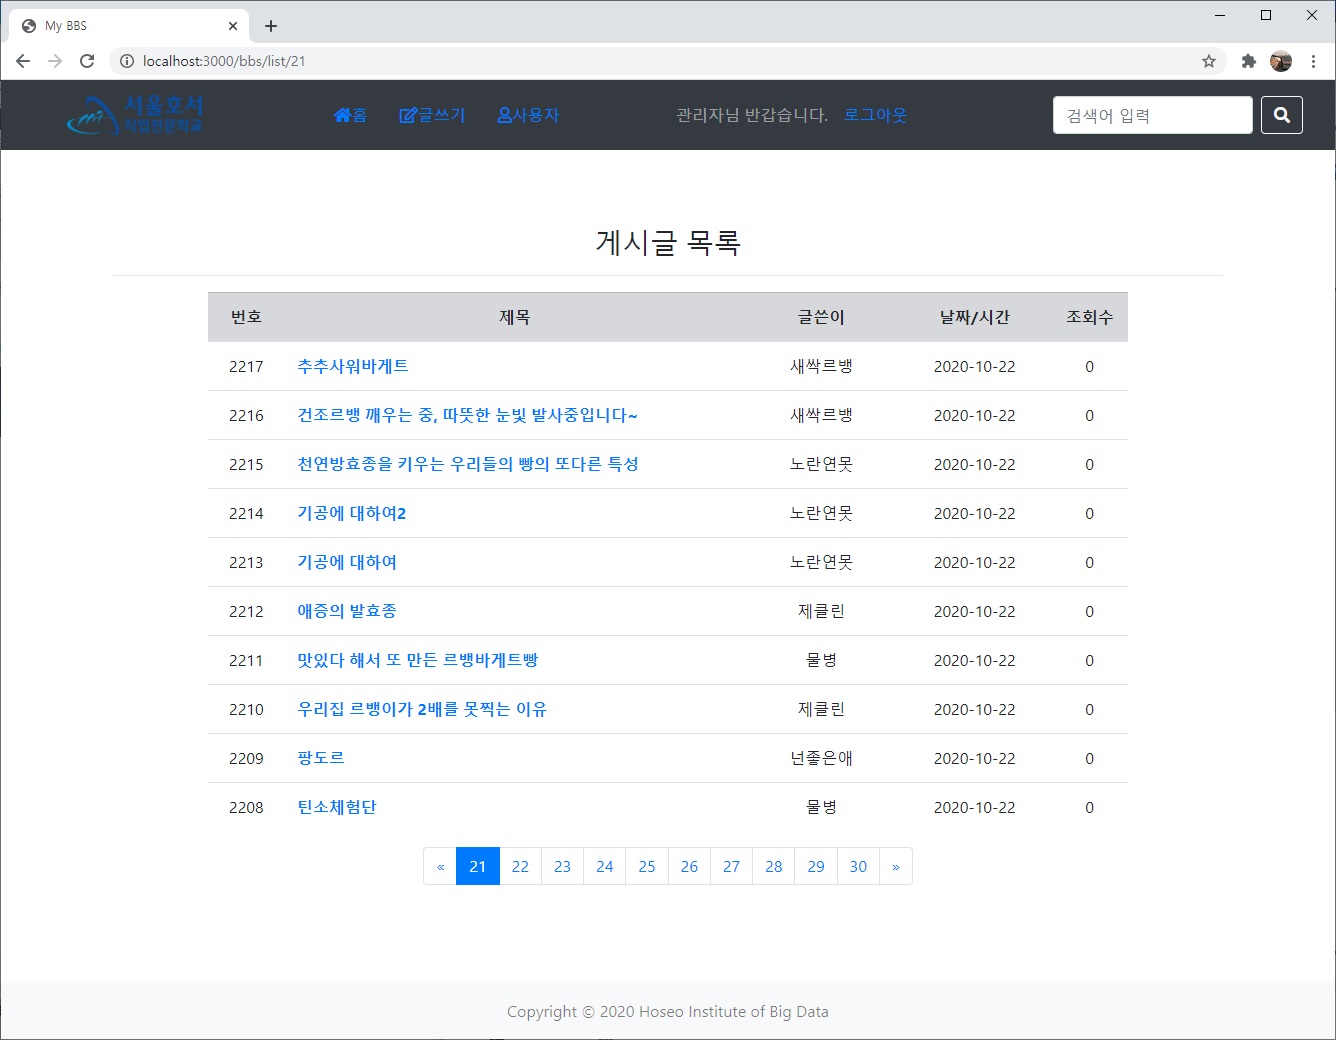 My BBS
localhost:3000/bbs/list/21
서울호서
직업전문학교
홈 글쓰기 사용자 관리자님 반갑습니다. 로그아웃 검색어 입력
게시글 목록
번호 제목 글쓴이 날짜/시간 조회수
2217 추추사워바게트 새싹르뱅 2020-10-22 0
2216 건조르뱅 깨우는 중, 따뜻한 눈빛 발사중입니다~ 새싹르뱅 2020-10-22 0
2215 천연방효종을 키우는 우리들의 빵의 또다른 특성 노란연못 2020-10-22 0
2214 기공에 대하여2 노란연못 2020-10-22 0
2213 기공에 대하여 노란연못 2020-10-22 0
2212 애증의 발효종 제클린 2020-10-22 0
2211 맛있다 해서 또 만든 르뱅바게트빵 물병 2020-10-22 0
2210 우리집 르뱅이가 2배를 못찍는 이유 제클린 2020-10-22 0
2209 팡도르 넌좋은애 2020-10-22 0
2208 틴소체험단 물병 2020-10-22 0
« 21 22 23 24 25 26 27 28 29 30 »
Copyright © 2020 Hoseo Institute of Big Data